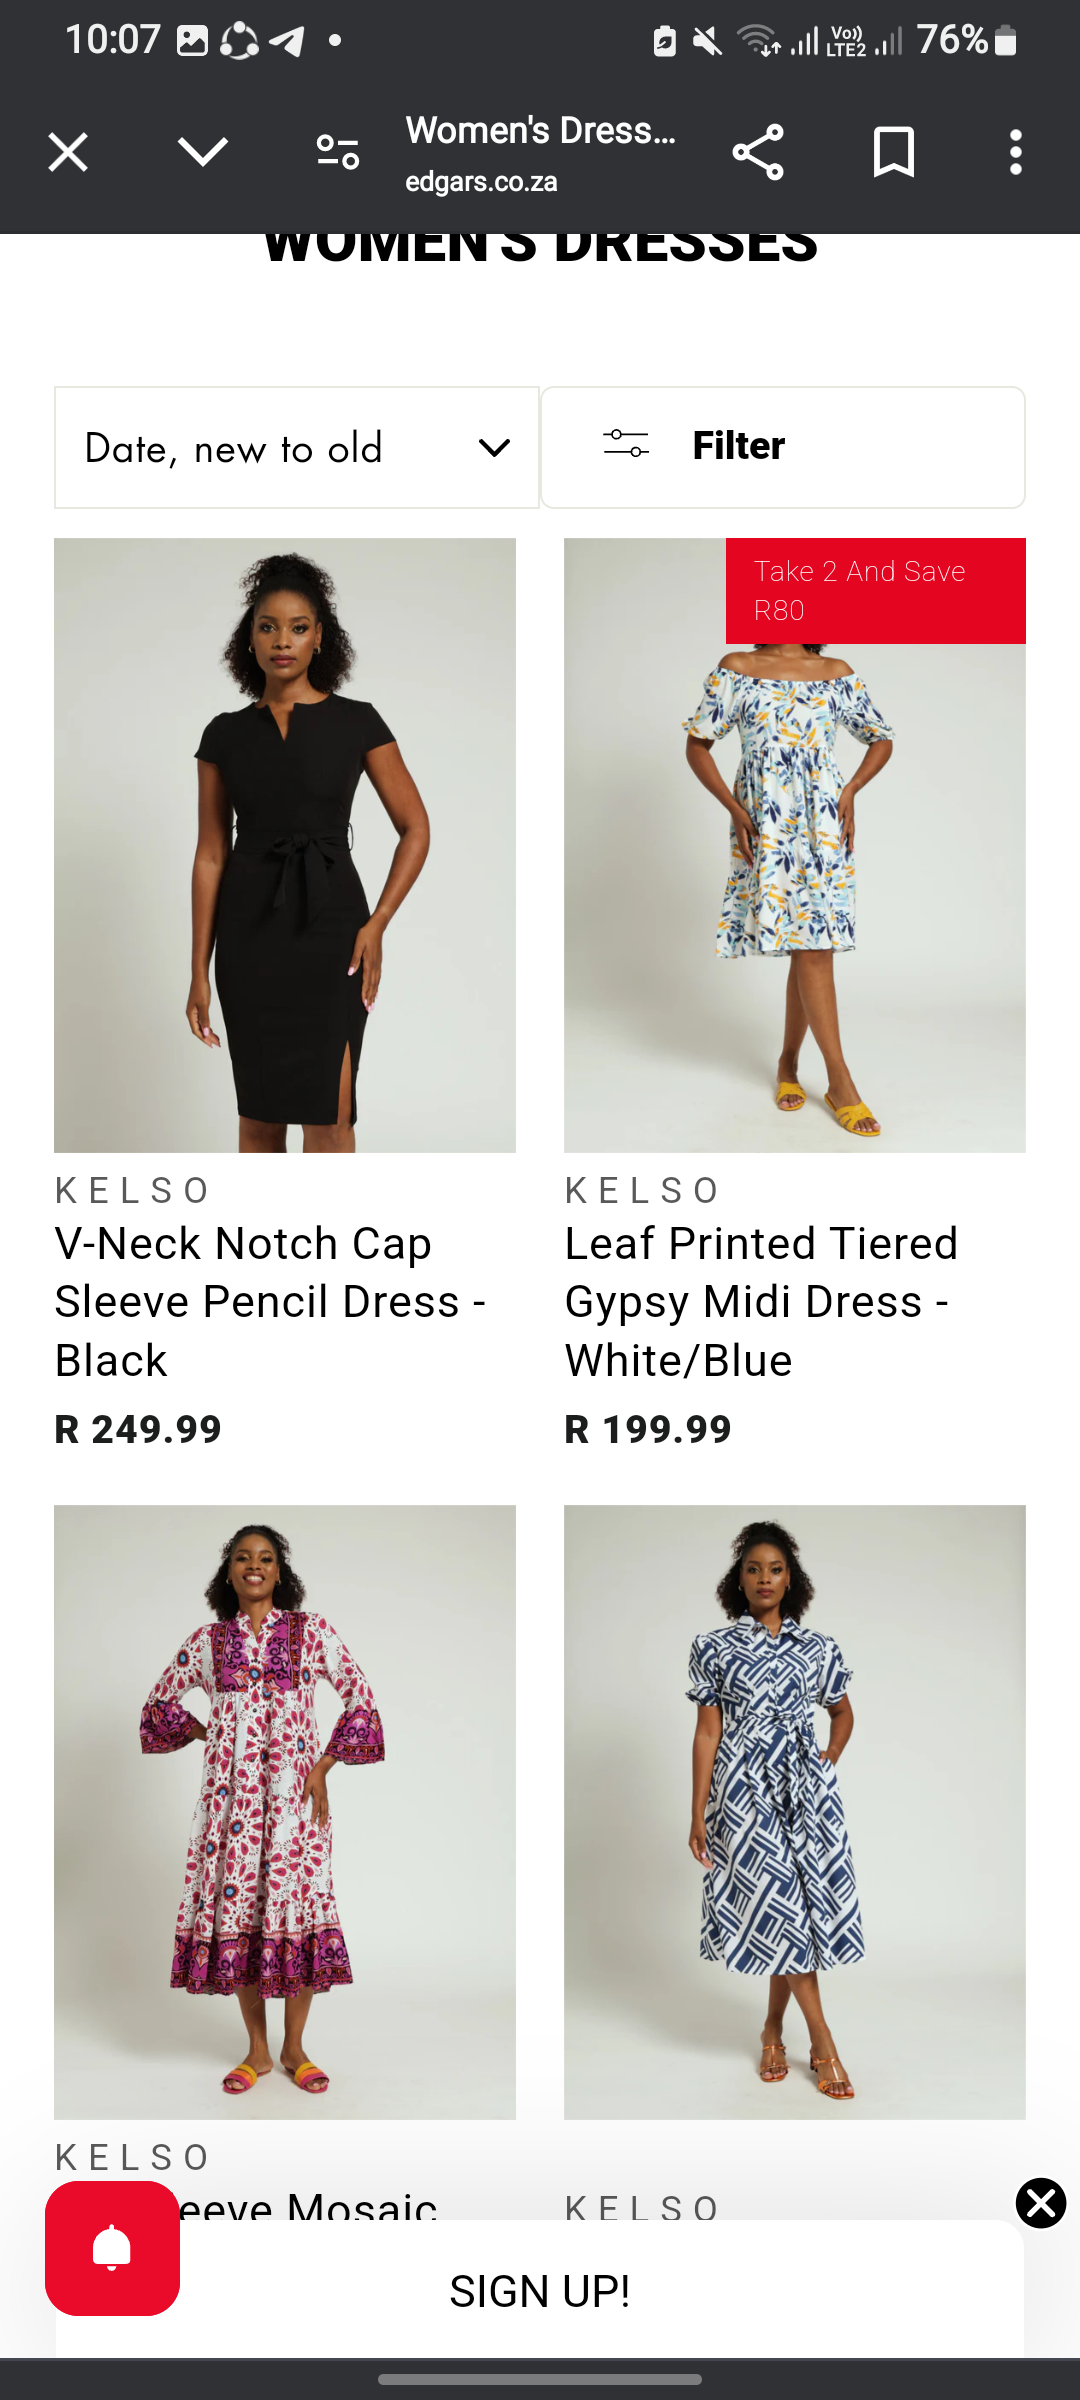 10:07
Vo))
LTE2
76%
Women's Dress...
edgars.co.za
WOMEN'S DRESSES
Date, new to old
Filter
Take 2 And Save
R80
KELSO
V-Neck Notch Cap
Sleeve Pencil Dress -
Black
R 249.99
KELSO
Leaf Printed Tiered
Gypsy Midi Dress -
White/Blue
R 199.99
KELSO
eeve Mosaic
KELSO
SIGN UP!